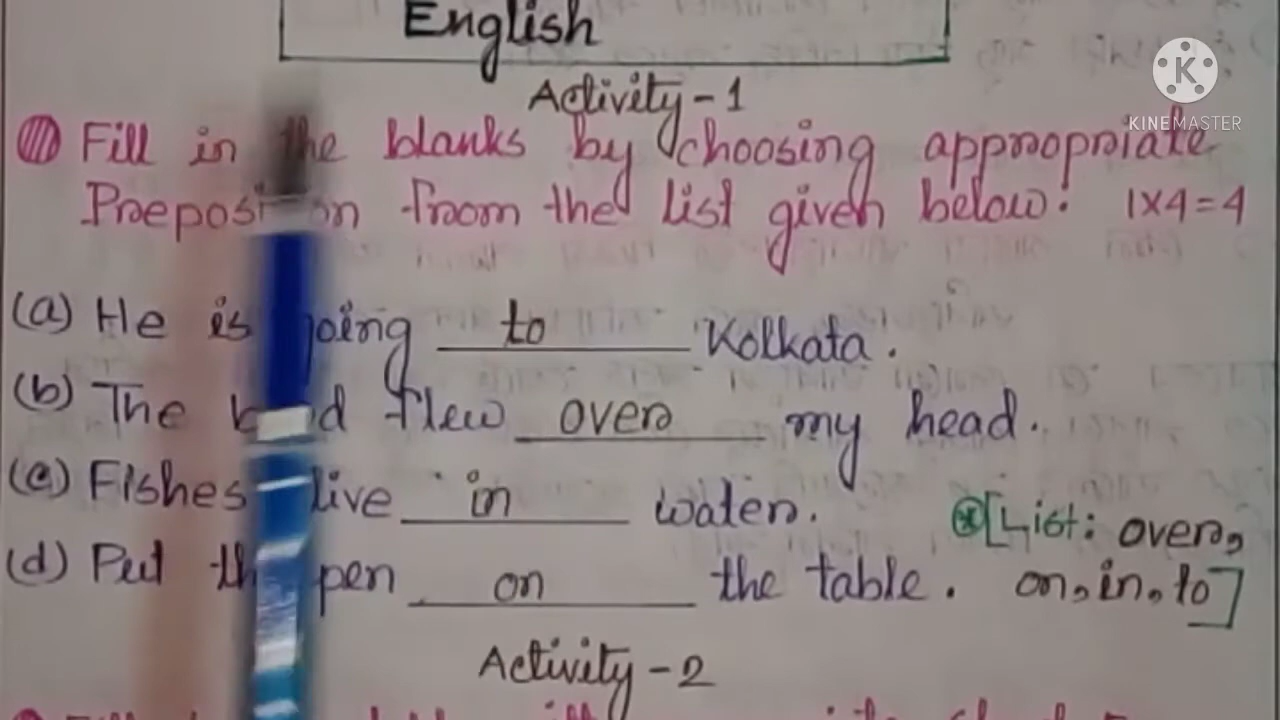 English
Activity-1
Fill in the blanks by choosing appropriate
Preposition from the list given below: 1×4=4
(a) He is going to Kolkata.
(b) The bird flew over my head.
(c) Fishes live in water.
(d) Put the pen on the table.
[List: over,
on, in, to]
Activity-2
KINEMASTER